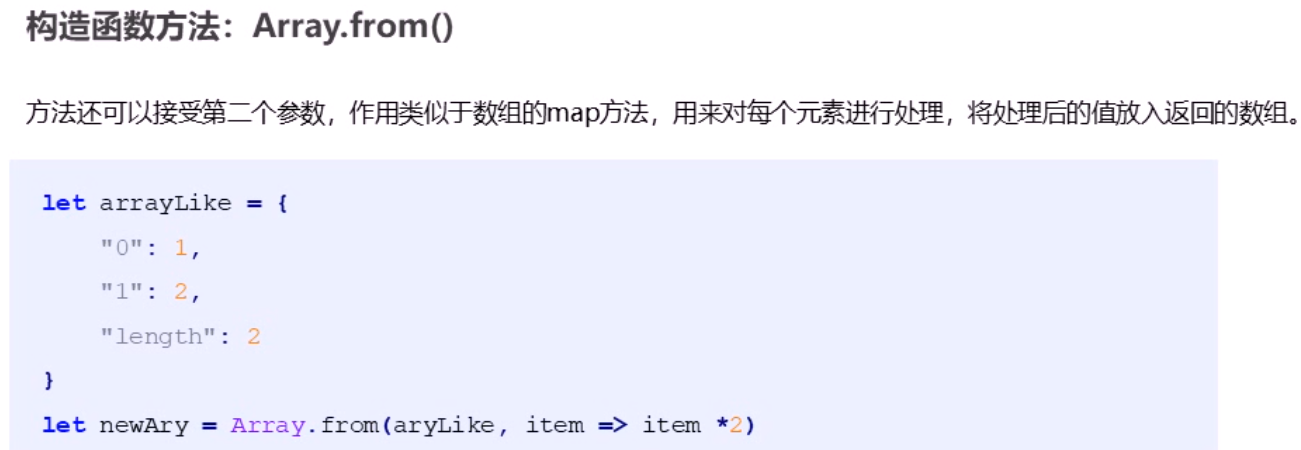 构造函数方法：Array.from()
方法还可以接受第二个参数，作用类似于数组的map方法，用来对每个元素进行处理，将处理后的值放入返回的数组。
let arrayLike = {
"0": 1,
"1": 2,
"length": 2
}
let newAry = Array.from(aryLike, item => item *2)